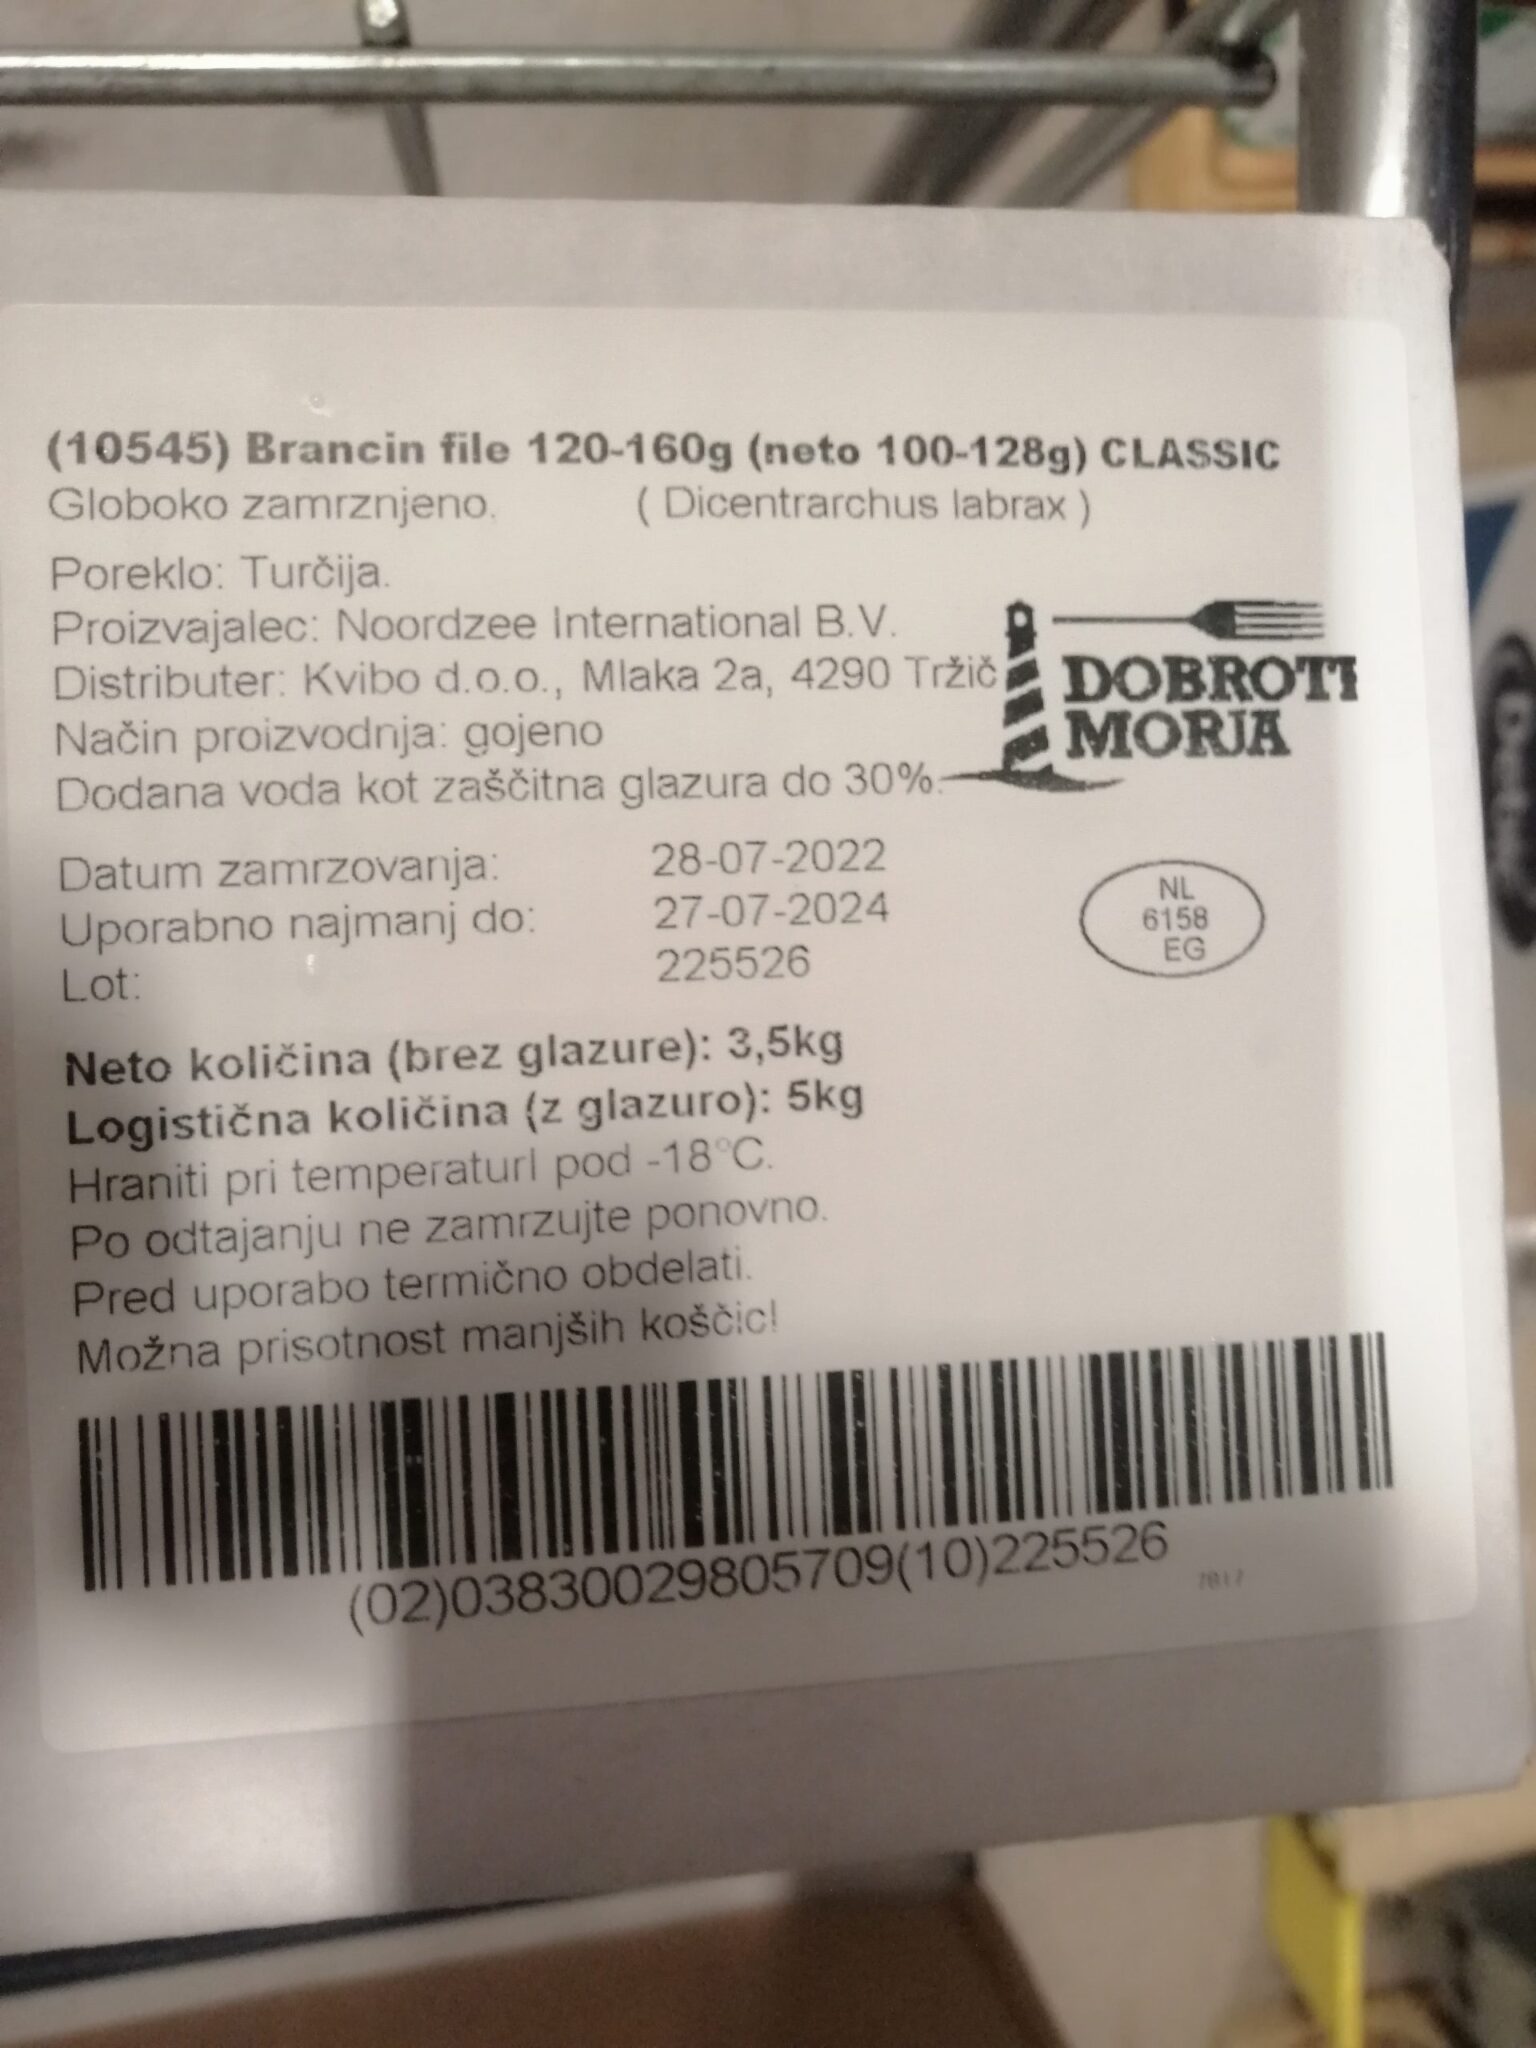 (10545) Brancin file 120-160g (neto 100-128g) CLASSIC
Globoko zamrznjeno. ( Dicentrarchus labrax )
Poreklo: Turčija.
Proizvajalec: Noordzee International B.V.
Distributer: Kvibo d.o.o., Mlaka 2a, 4290 Tržič
Način proizvodnja: gojeno
Dodana voda kot zaščitna glazura do 30%.
DOBROTE
MORJA
Datum zamrzovanja: 28-07-2022
Uporabno najmanj do: 27-07-2024
Lot: 225526
NL
6158
EG
Neto količina (brez glazure): 3,5kg
Logistična količina (z glazuro): 5kg
Hraniti pri temperaturI pod -18°C.
Po odtajanju ne zamrzujte ponovno.
Pred uporabo termično obdelati.
Možna prisotnost manjših koščic!
(02)03830029805709(10)225526